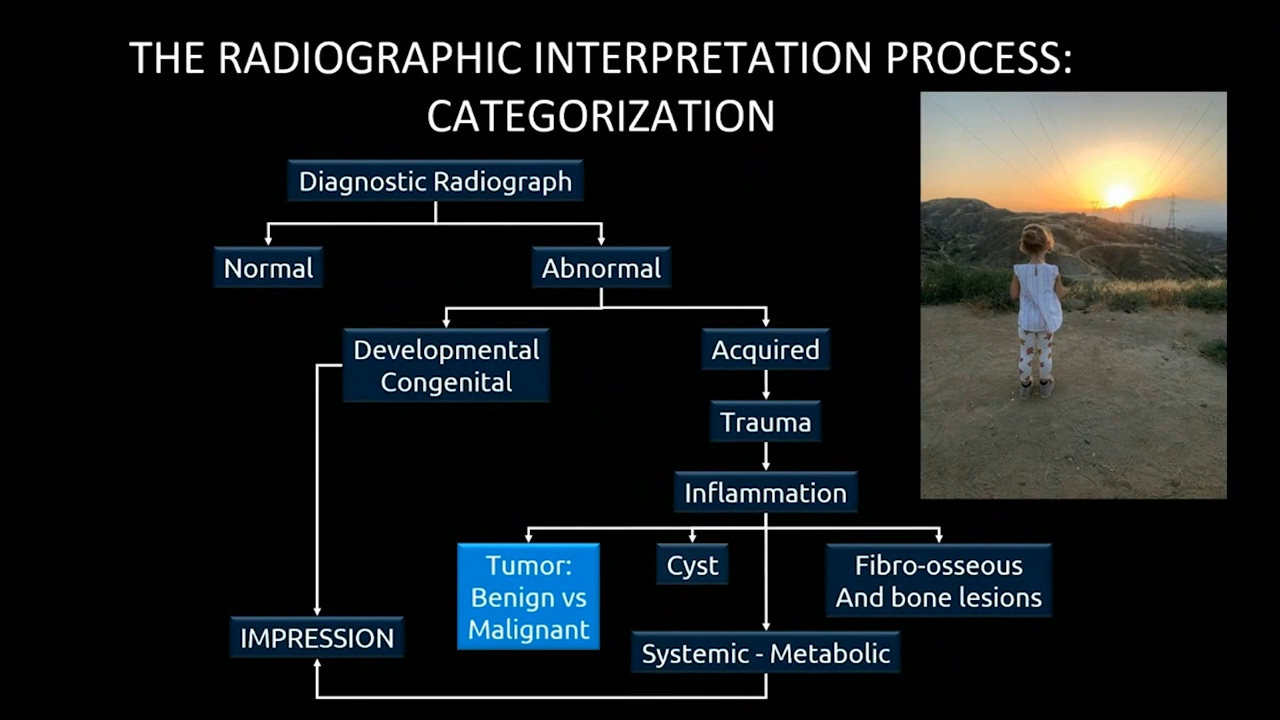 THE RADIOGRAPHIC INTERPRETATION PROCESS:
CATEGORIZATION
Diagnostic Radiograph
Normal
Abnormal
Developmental
Congenital
Acquired
Trauma
Inflammation
Tumor:
Benign vs
Malignant
Cyst
Fibro-osseous
And bone lesions
IMPRESSION
Systemic - Metabolic